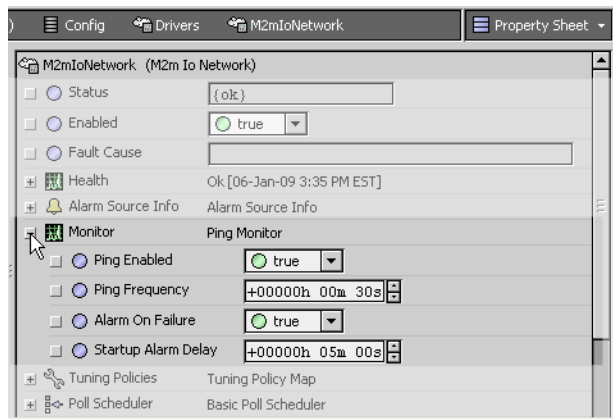 ) Config Drivers M2mIoNetwork Property Sheet
M2mIoNetwork (M2m Io Network)
Status {ok}
Enabled true
Fault Cause
Health Ok [06-Jan-09 3:35 PM EST]
Alarm Source Info Alarm Source Info
Monitor Ping Monitor
Ping Enabled true
Ping Frequency +00000h 00m 30s
Alarm On Failure true
Startup Alarm Delay +00000h 05m 00s
Tuning Policies Tuning Policy Map
Poll Scheduler Basic Poll Scheduler